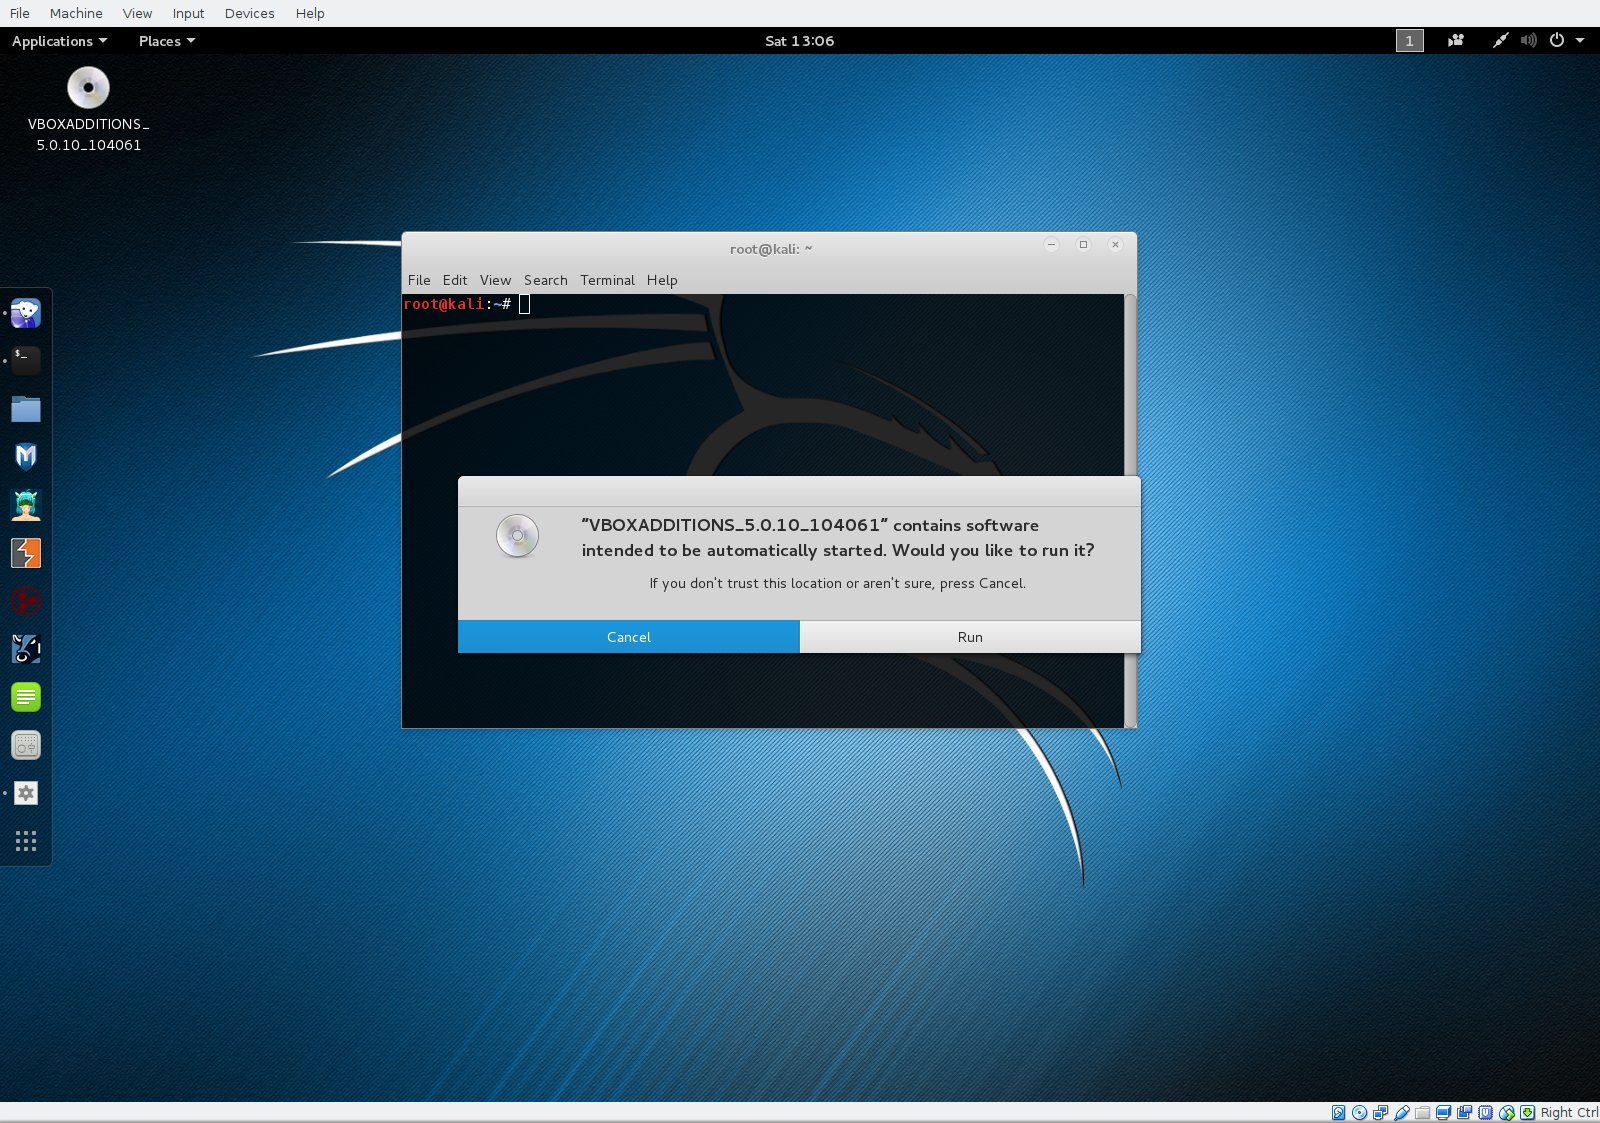 File Machine View Input Devices Help
Applications Places Sat 13:06 1
VBOXADDITIONS_
5.0.10_104061
root@kali: ~
File Edit View Search Terminal Help
root@kali:~#
"VBOXADDITIONS_5.0.10_104061" contains software
intended to be automatically started. Would you like to run it?
If you don't trust this location or aren't sure, press Cancel.
Cancel Run
Right Ctrl